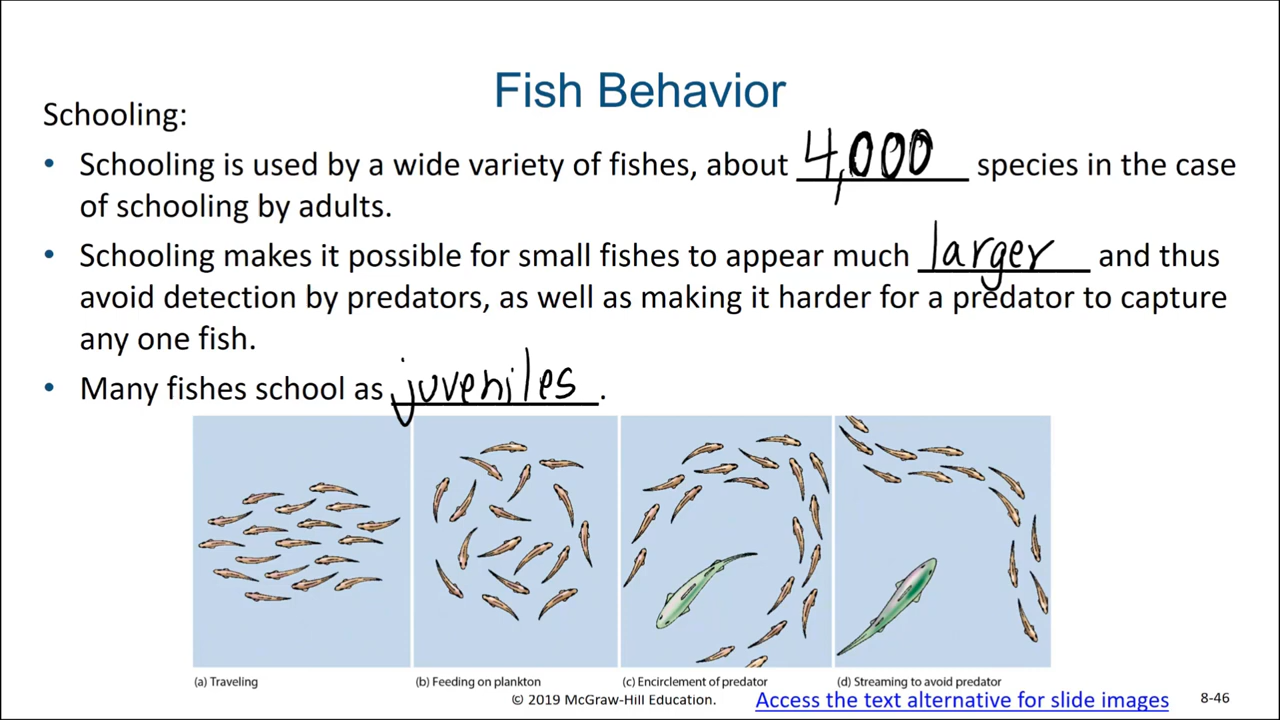 Fish Behavior
Schooling:
• Schooling is used by a wide variety of fishes, about 4,000 species in the case
of schooling by adults.
• Schooling makes it possible for small fishes to appear much larger and thus
avoid detection by predators, as well as making it harder for a predator to capture
any one fish.
• Many fishes school as juveniles.
(a) Traveling
(b) Feeding on plankton
(c) Encirclement of predator
(d) Streaming to avoid predator
© 2019 McGraw-Hill Education.
Access the text alternative for slide images
8-46